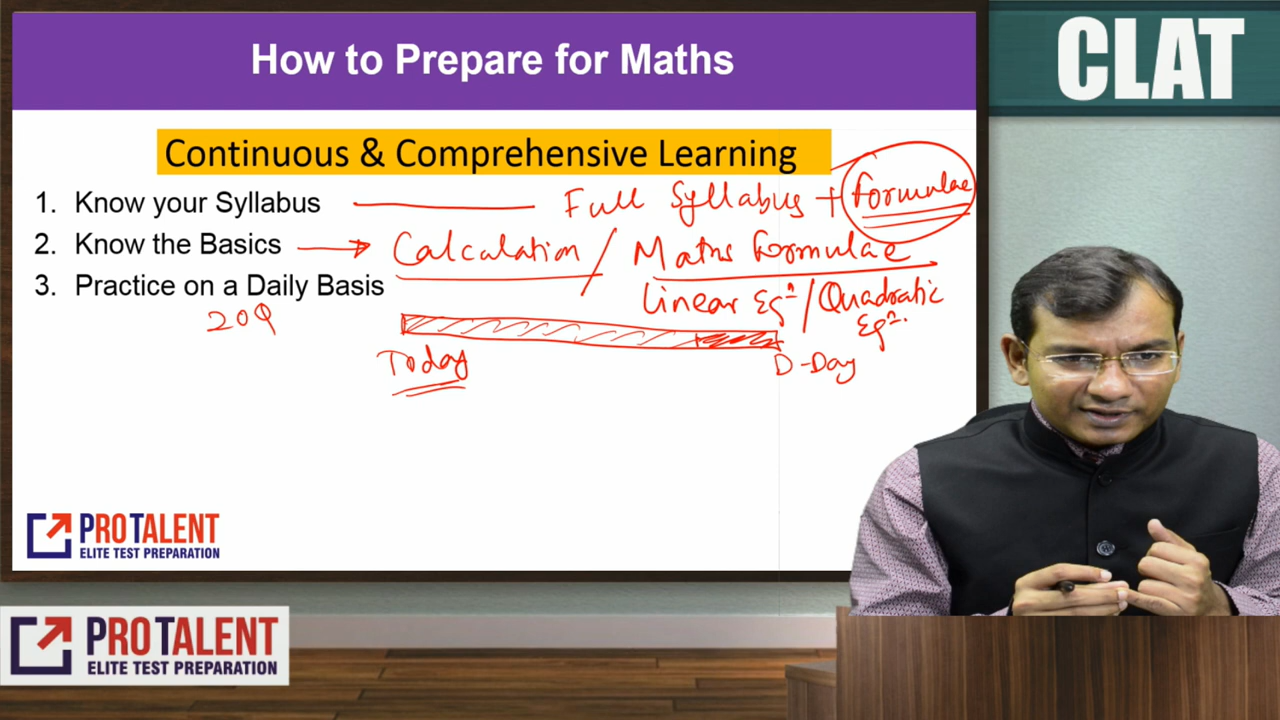 How to Prepare for Maths
CLAT
Continuous & Comprehensive Learning
1. Know your Syllabus
Full Syllabus + Formulae
2. Know the Basics
Calculation / Maths Formulae
3. Practice on a Daily Basis
Linear Eqⁿ / Quadratic
Eqⁿ.
20Q
Today
D-Day
PROTALENT
ELITE TEST PREPARATION
PROTALENT
ELITE TEST PREPARATION